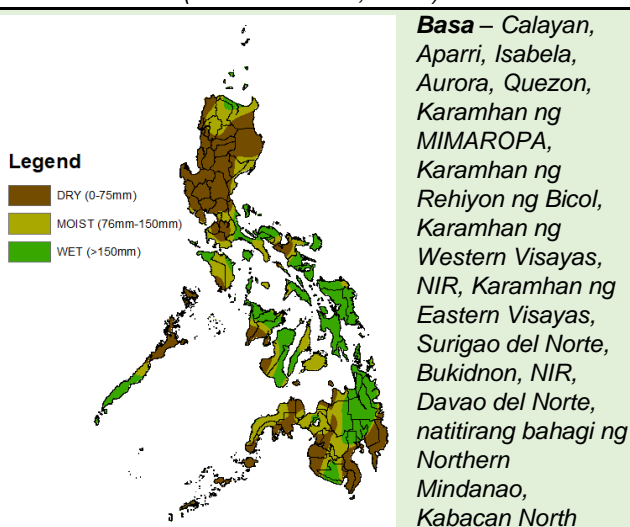 Legend
DRY (0-75mm)
MOIST (76mm-150mm)
WET (>150mm)
Basa – Calayan,
Aparri, Isabela,
Aurora, Quezon,
Karamhan ng
MIMAROPA,
Karamhan ng
Rehiyon ng Bicol,
Karamhan ng
Western Visayas,
NIR, Karamhan ng
Eastern Visayas,
Surigao del Norte,
Bukidnon, NIR,
Davao del Norte,
natitirang bahagi ng
Northern
Mindanao,
Kabacan North